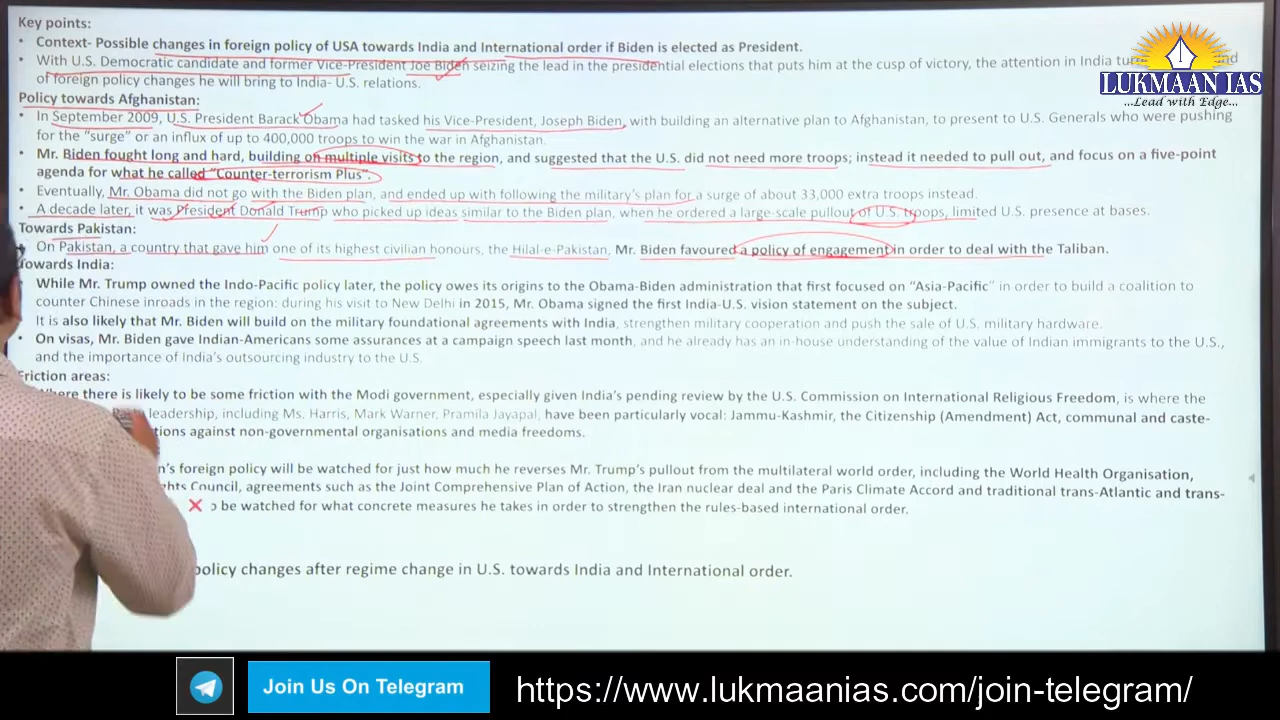 Key points:
• Context- Possible changes in foreign policy of USA towards India and International order if Biden is elected as President.
• With U.S. Democratic candidate and former Vice-President Joe Biden seizing the lead in the presidential elections that puts him at the cusp of victory, the attention in India
of foreign policy changes he will bring to India- U.S. relations.
Policy towards Afghanistan:
• In September 2009, U.S. President Barack Obama had tasked his Vice-President, Joseph Biden, with building an alternative plan to Afghanistan, to present to U.S. Generals who were pushing
for the "surge" or an influx of up to 400,000 troops to win the war in Afghanistan.
• Mr. Biden fought long and hard, building on multiple visits to the region, and suggested that the U.S. did not need more troops; instead it needed to pull out, and focus on a five-point
agenda for what he called "Counter-terrorism Plus".
• Eventually, Mr. Obama did not go with the Biden plan, and ended up with following the military's plan for a surge of about 33,000 extra troops instead.
• A decade later, it was President Donald Trump who picked up ideas similar to the Biden plan, when he ordered a large-scale pullout of U.S. troops, limited U.S. presence at bases.
Towards Pakistan:
On Pakistan, a country that gave him one of its highest civilian honours, the Hilal-e-Pakistan, Mr. Biden favoured a policy of engagement in order to deal with the Taliban.
Towards India:
While Mr. Trump owned the Indo-Pacific policy later, the policy owes its origins to the Obama-Biden administration that first focused on "Asia-Pacific" in order to build a coalition to
counter Chinese inroads in the region: during his visit to New Delhi in 2015, Mr. Obama signed the first India-U.S. vision statement on the subject.
It is also likely that Mr. Biden will build on the military foundational agreements with India, strengthen military cooperation and push the sale of U.S. military hardware.
• On visas, Mr. Biden gave Indian-Americans some assurances at a campaign speech last month, and he already has an in-house understanding of the value of Indian immigrants to the U.S.,
and the importance of India's outsourcing industry to the U.S.
Friction areas:
Where there is likely to be some friction with the Modi government, especially given India's pending review by the U.S. Commission on International Religious Freedom, is where the
leadership, including Ms. Harris, Mark Warner, Pramila Jayapal, have been particularly vocal: Jammu-Kashmir, the Citizenship (Amendment) Act, communal and caste-
against non-governmental organisations and media freedoms.
foreign policy will be watched for just how much he reverses Mr. Trump's pullout from the multilateral world order, including the World Health Organisation,
Council, agreements such as the Joint Comprehensive Plan of Action, the Iran nuclear deal and the Paris Climate Accord and traditional trans-Atlantic and trans-
be watched for what concrete measures he takes in order to strengthen the rules-based international order.
policy changes after regime change in U.S. towards India and International order.
LUKMAAN IAS
...Lead with Edge...
Join Us On Telegram
https://www.lukmaanias.com/join-telegram/